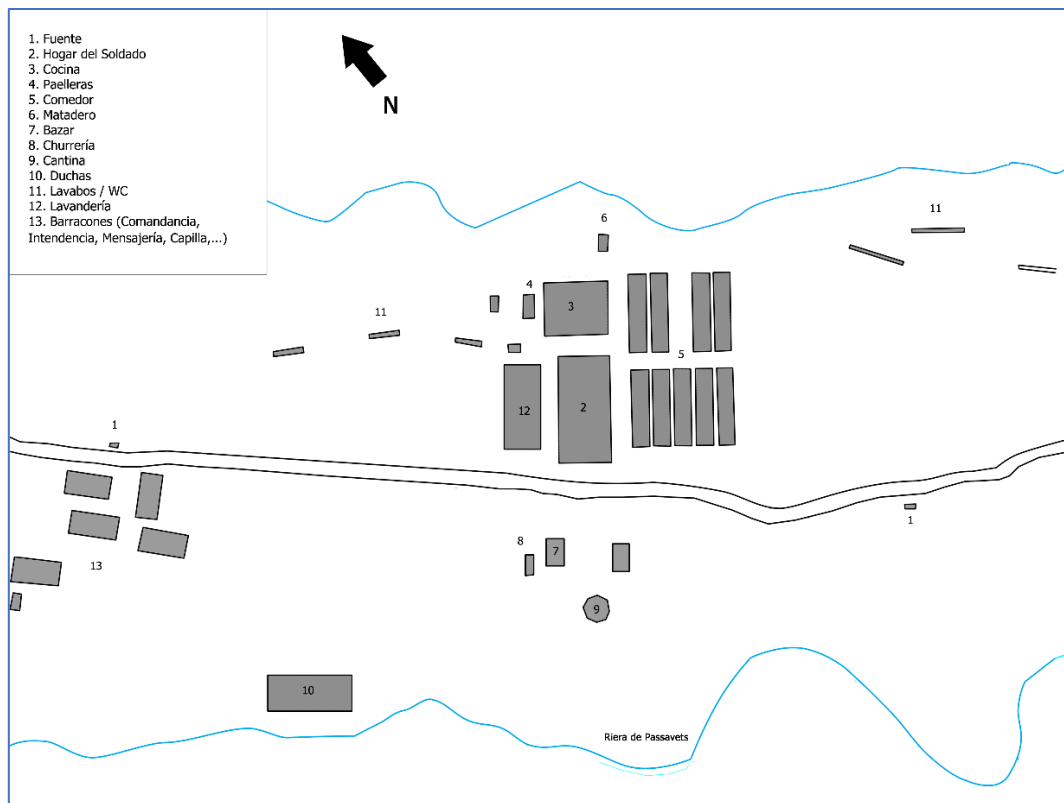 1. Fuente
2. Hogar del Soldado
3. Cocina
4. Paelleras
5. Comedor
6. Matadero
7. Bazar
8. Churrería
9. Cantina
10. Duchas
11. Lavabos / WC
12. Lavandería
13. Barracones (Comandancia,
Intendencia, Mensajería, Capilla,...)
N
11
6
4
3
11
5
12
2
1
1
8
7
13
9
10
Riera de Passavets